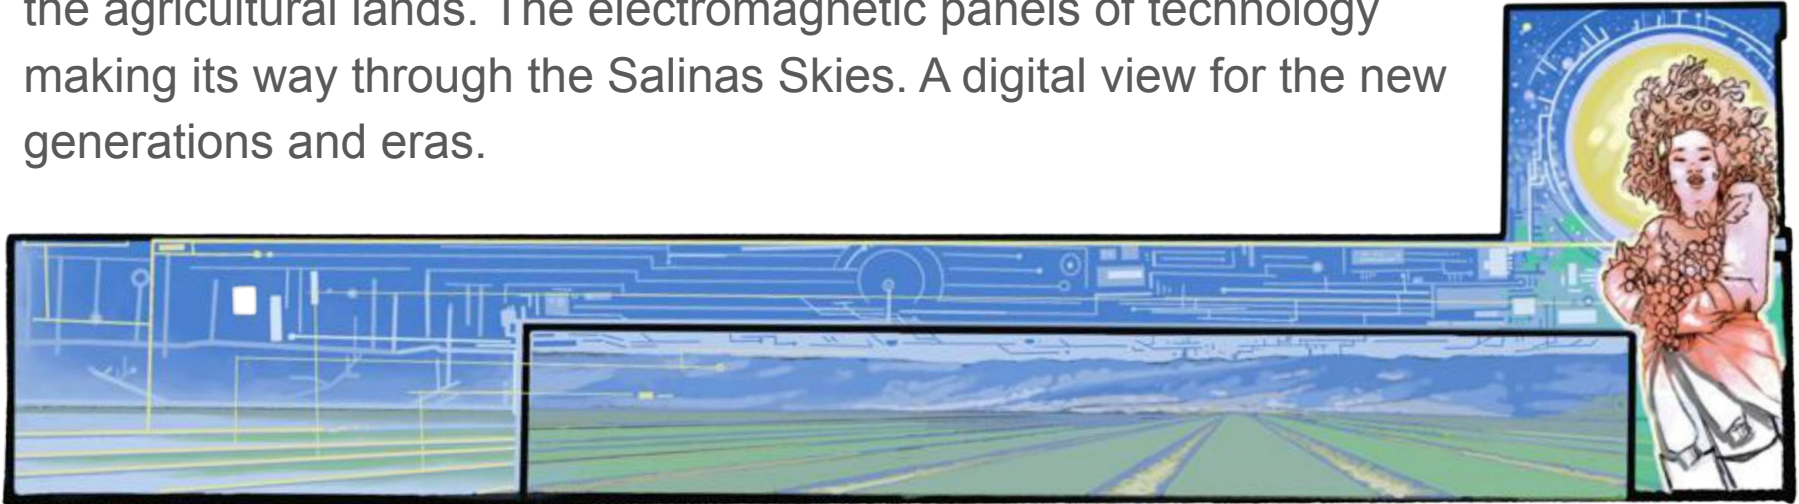 the agricultural lands. The electromagnetic panels of technology
making its way through the Salinas Skies. A digital view for the new
generations and eras.